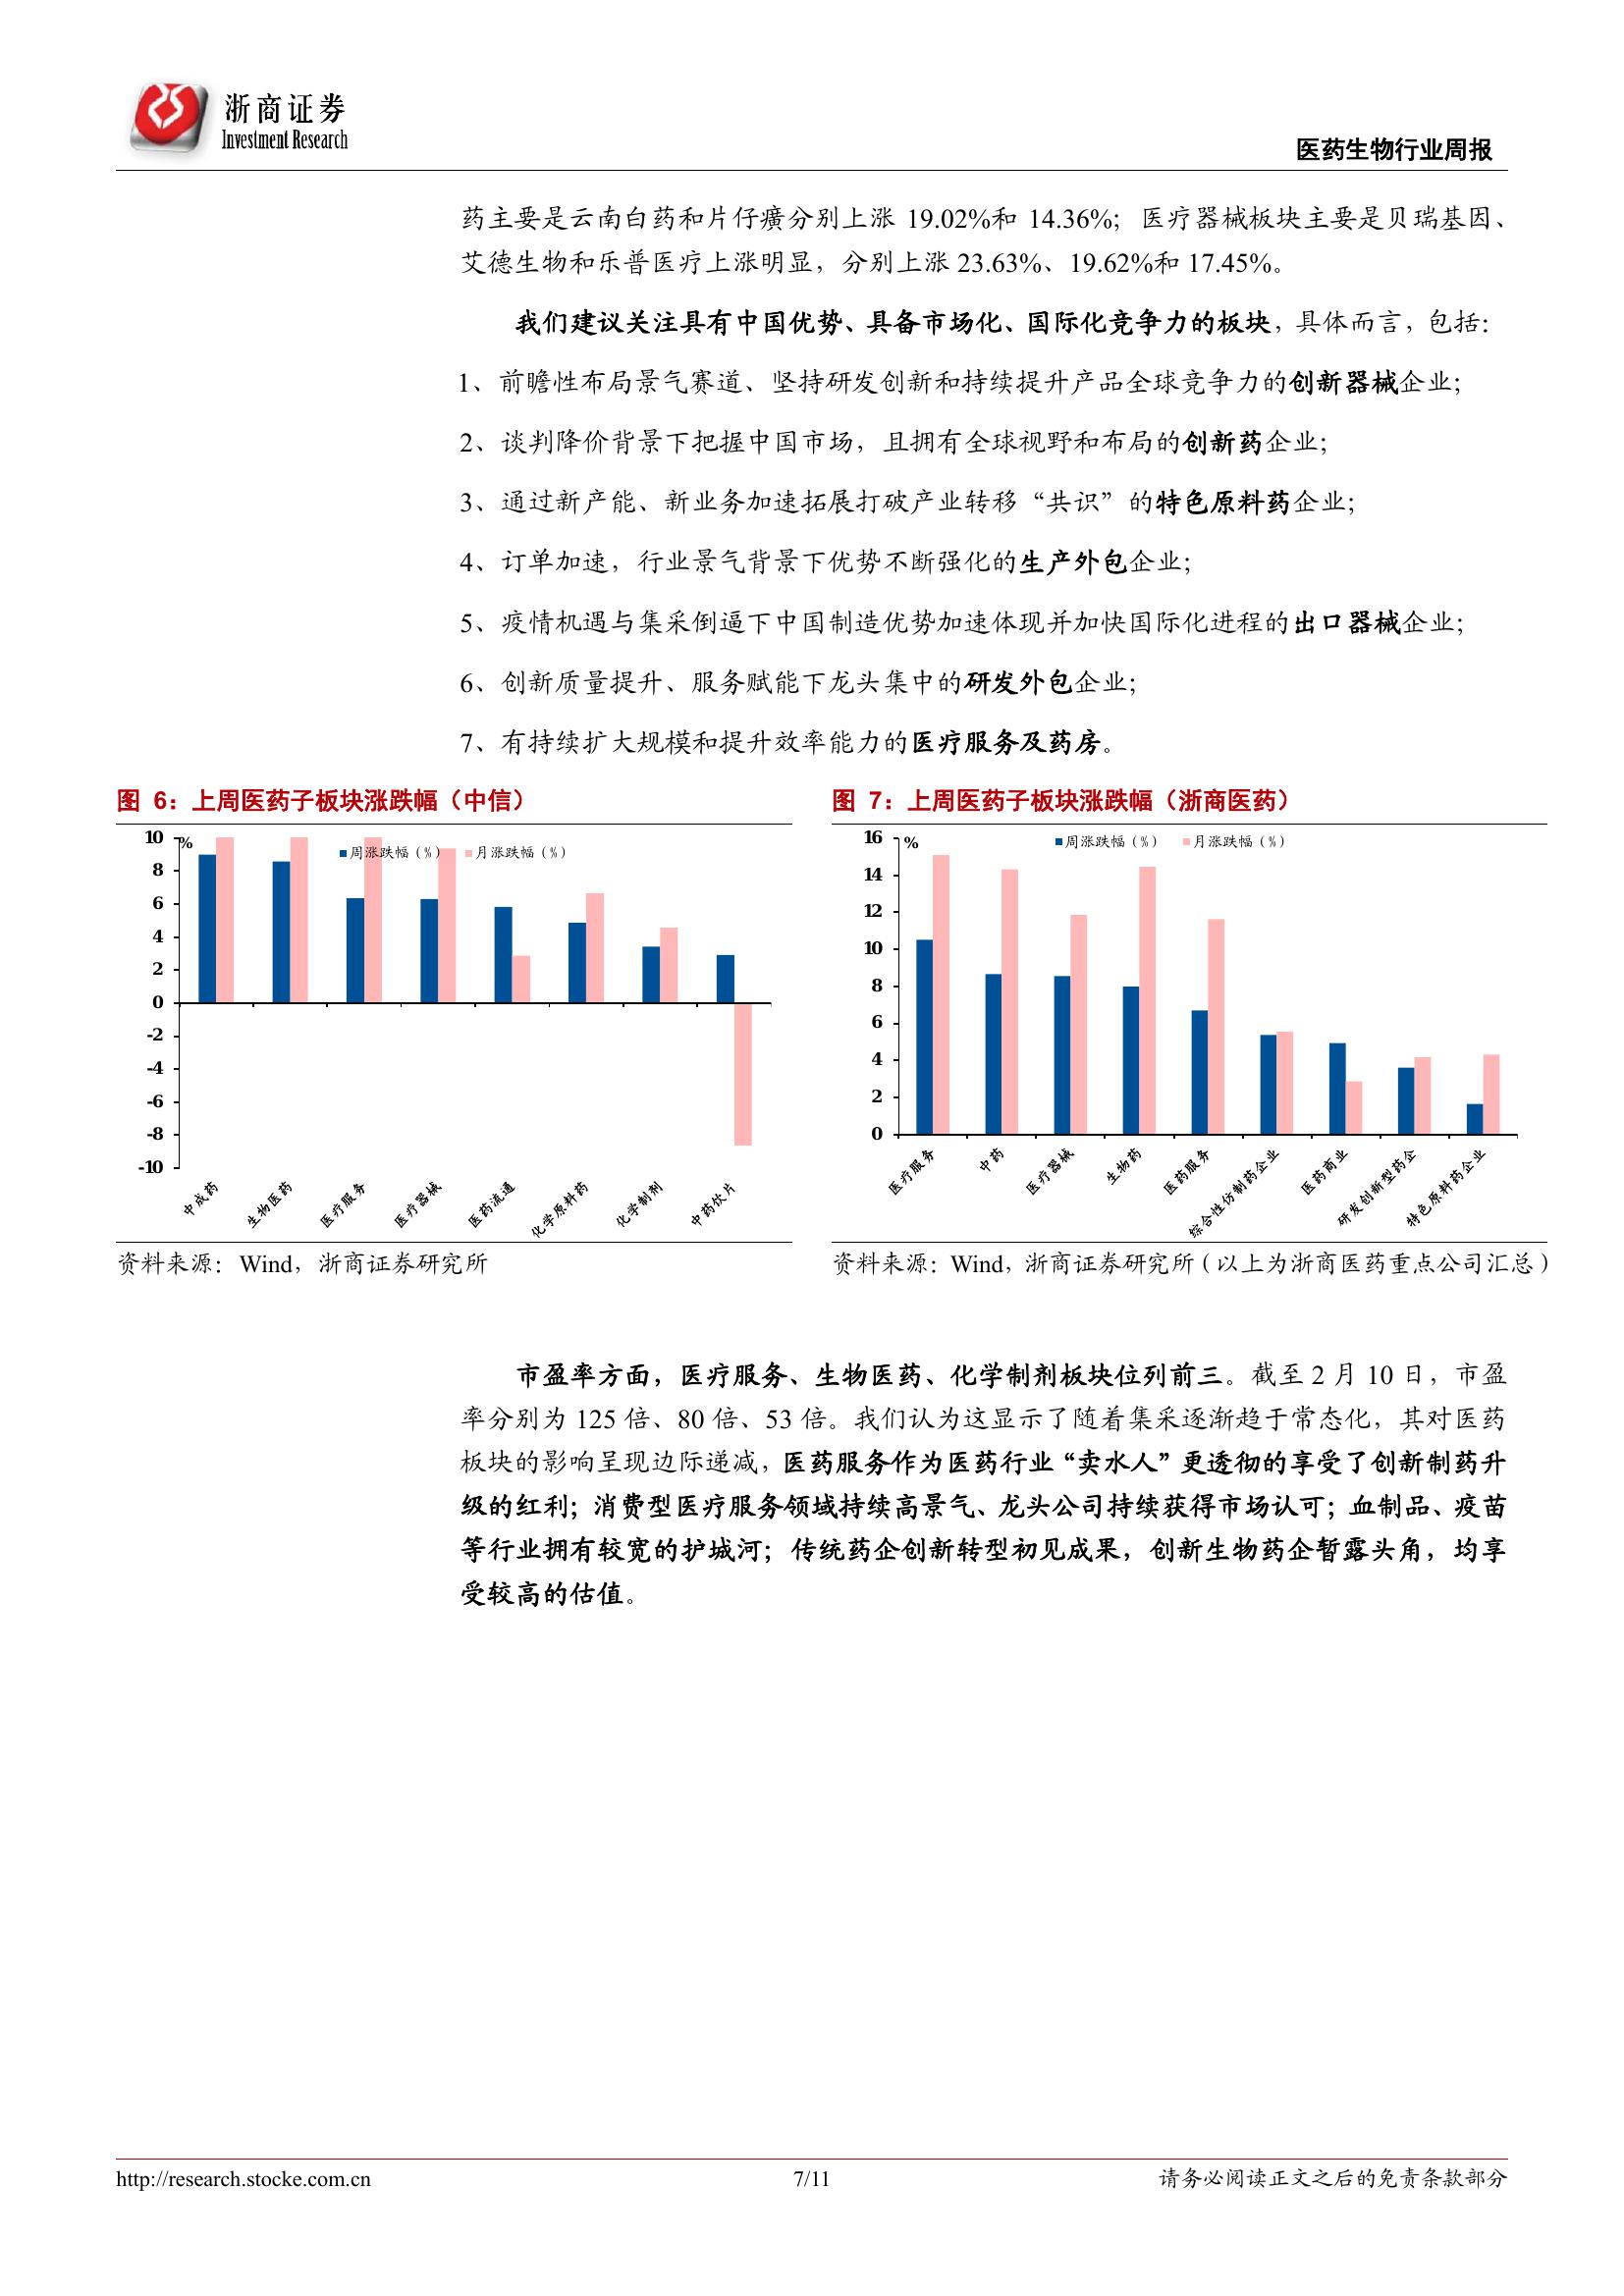 浙商证券
Investment Research
医药生物行业周报
药主要是云南白药和片仔癀分别上涨 19.02%和 14.36%；医疗器械板块主要是贝瑞基因、
艾德生物和乐普医疗上涨明显，分别上涨 23.63%、19.62%和 17.45%。
我们建议关注具有中国优势、具备市场化、国际化竞争力的板块，具体而言，包括：
1、前瞻性布局景气赛道、坚持研发创新和持续提升产品全球竞争力的创新器械企业；
2、谈判降价背景下把握中国市场，且拥有全球视野和布局的创新药企业；
3、通过新产能、新业务加速拓展打破产业转移“共识”的特色原料药企业；
4、订单加速，行业景气背景下优势不断强化的生产外包企业；
5、疫情机遇与集采倒逼下中国制造优势加速体现并加快国际化进程的出口器械企业；
6、创新质量提升、服务赋能下龙头集中的研发外包企业；
7、有持续扩大规模和提升效率能力的医疗服务及药房。
图 6：上周医药子板块涨跌幅（中信）
%
周涨跌幅（%） 月涨跌幅（%）
10
8
6
4
2
0
-2
-4
-6
-8
-10
中成药
生物医药
医疗服务
医疗器械
医药流通
化学原料药
化学制剂
中药饮片
资料来源：Wind，浙商证券研究所
图 7：上周医药子板块涨跌幅（浙商医药）
%
周涨跌幅（%） 月涨跌幅（%）
16
14
12
10
8
6
4
2
0
医疗服务
中药
医疗器械
生物药
医药服务
综合性仿制药企业
医药商业
研发创新型药企
特色原料药企业
资料来源：Wind，浙商证券研究所（以上为浙商医药重点公司汇总）
市盈率方面，医疗服务、生物医药、化学制剂板块位列前三。截至 2 月 10 日，市盈
率分别为 125 倍、80 倍、53 倍。我们认为这显示了随着集采逐渐趋于常态化，其对医药
板块的影响呈现边际递减，医药服务作为医药行业“卖水人”更透彻的享受了创新制药升
级的红利；消费型医疗服务领域持续高景气、龙头公司持续获得市场认可；血制品、疫苗
等行业拥有较宽的护城河；传统药企创新转型初见成果，创新生物药企暂露头角，均享
受较高的估值。
http://research.stocke.com.cn
7/11
请务必阅读正文之后的免责条款部分